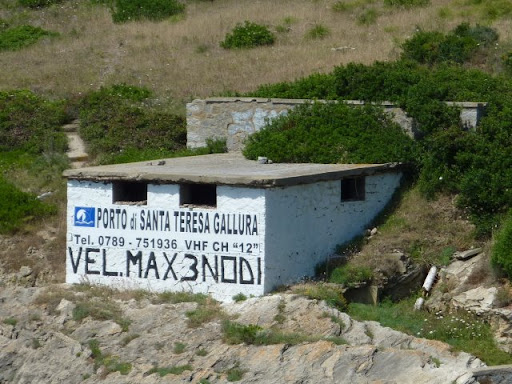 PORTO di SANTA TERESA GALLURA
Tel. 0789 - 751936 VHF CH "12"
VEL.MAX 3 NODI